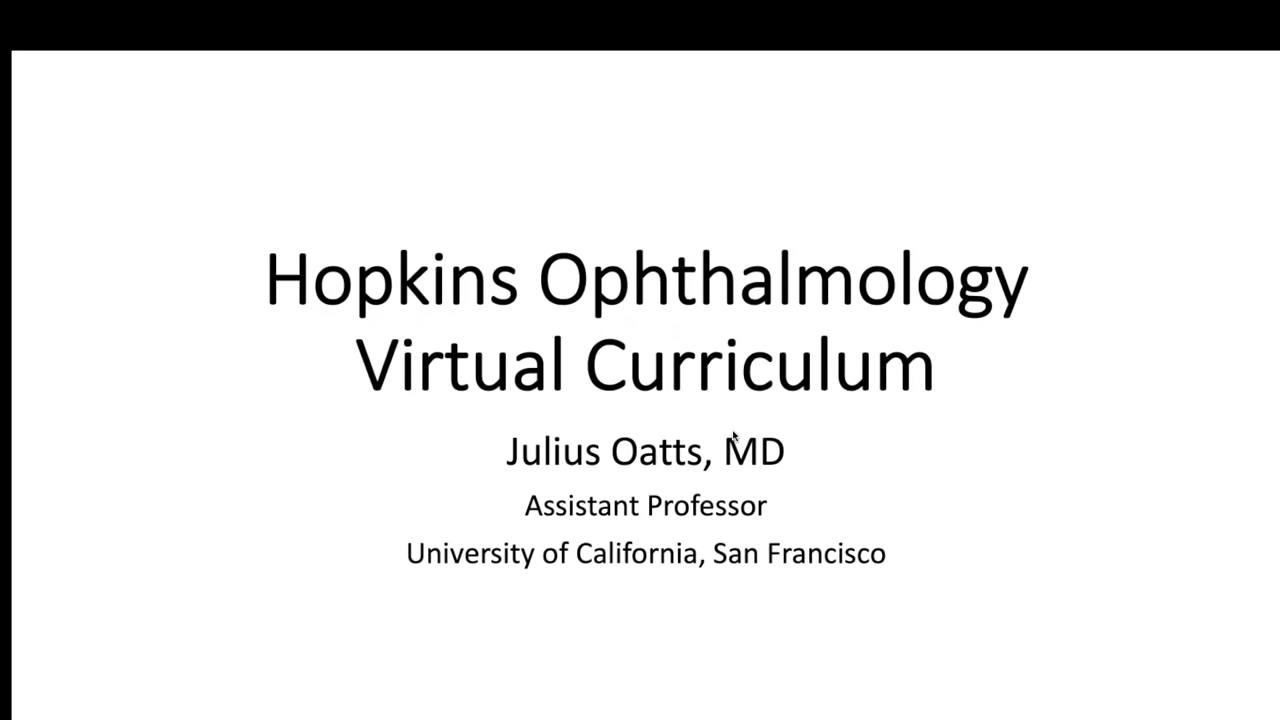 Hopkins Ophthalmology
Virtual Curriculum
Julius Oatts, MD
Assistant Professor
University of California, San Francisco